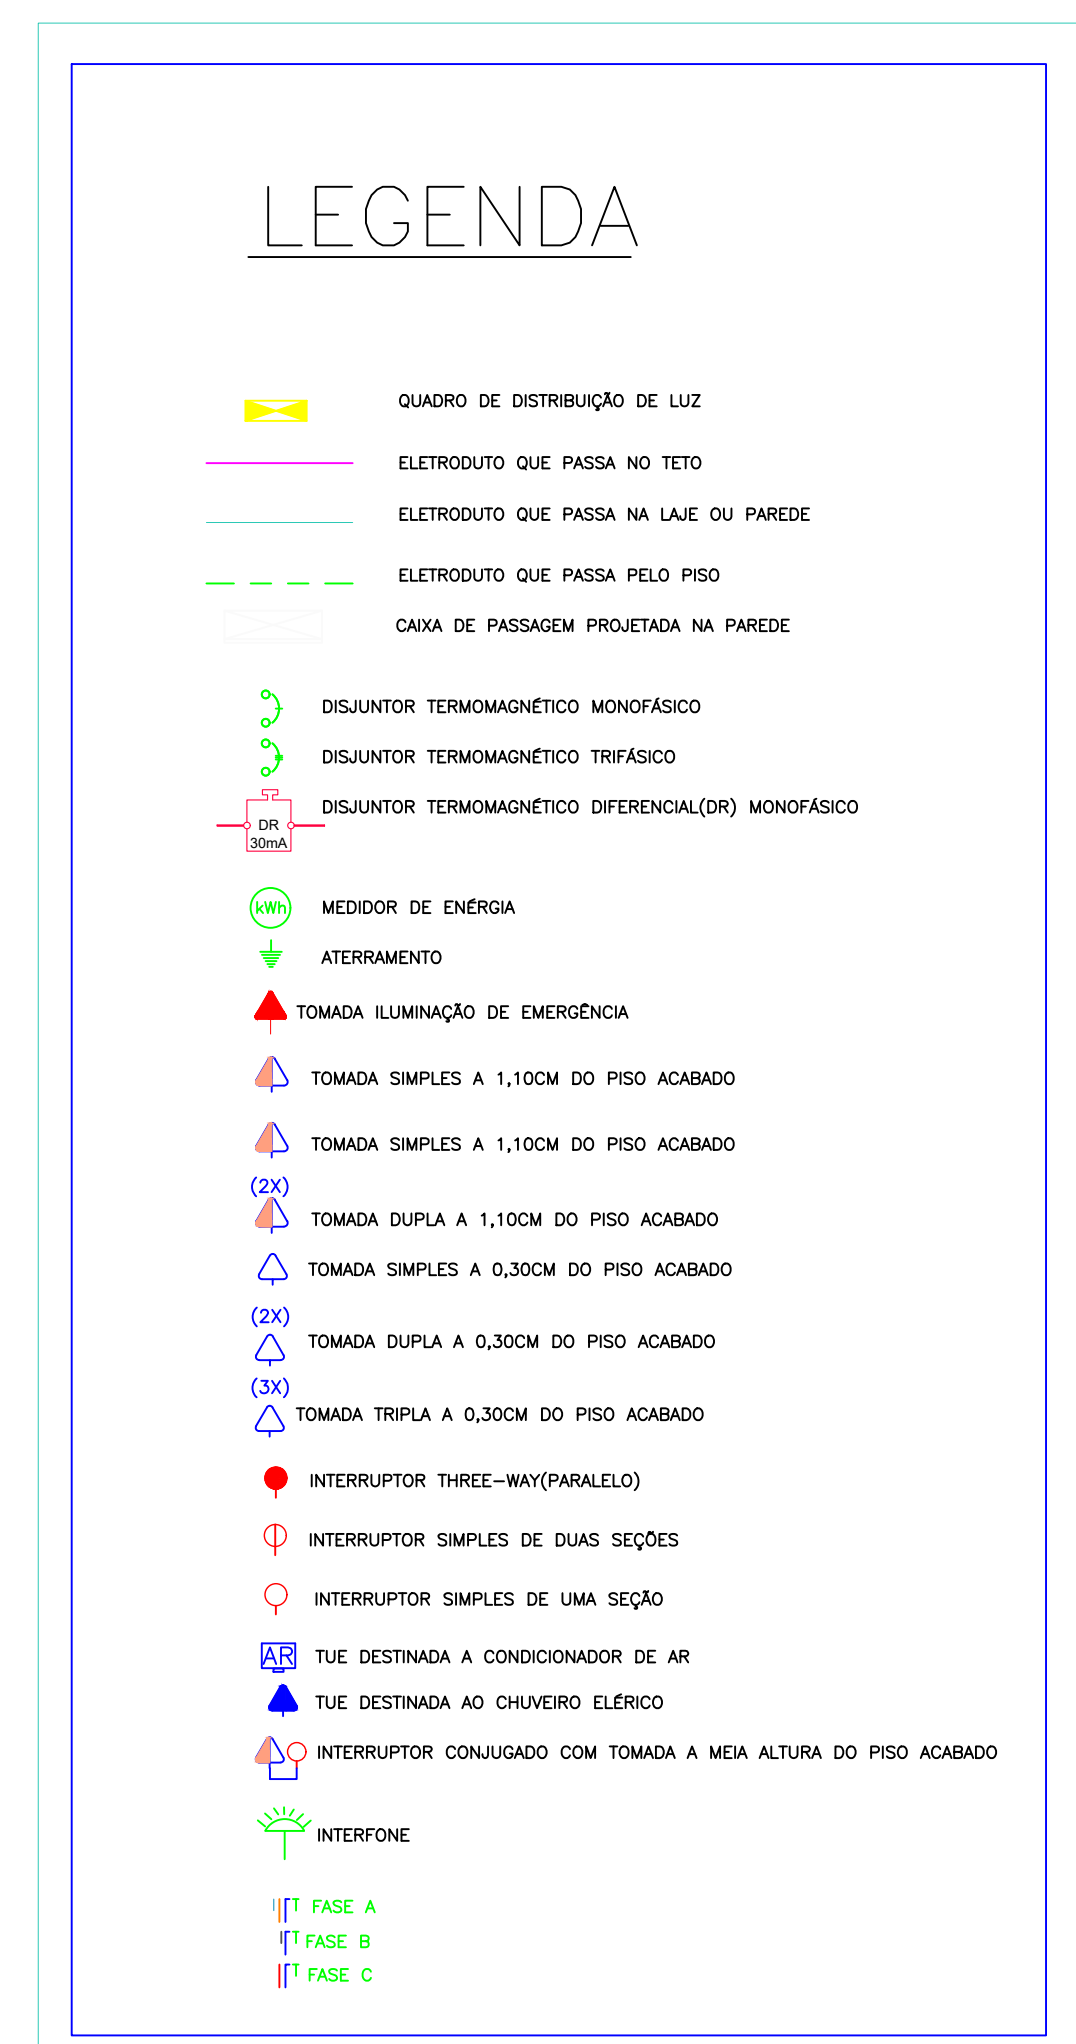 LEGENDA
QUADRO DE DISTRIBUIÇÃO DE LUZ
ELETRODUTO QUE PASSA NO TETO
ELETRODUTO QUE PASSA NA LAJE OU PAREDE
ELETRODUTO QUE PASSA PELO PISO
CAIXA DE PASSAGEM PROJETADA NA PAREDE
DISJUNTOR TERMOMAGNÉTICO MONOFÁSICO
DISJUNTOR TERMOMAGNÉTICO TRIFÁSICO
DISJUNTOR TERMOMAGNÉTICO DIFERENCIAL(DR) MONOFÁSICO
DR
30mA
kWh MEDIDOR DE ENÉRGIA
ATERRAMENTO
TOMADA ILUMINAÇÃO DE EMERGÊNCIA
TOMADA SIMPLES A 1,10CM DO PISO ACABADO
TOMADA SIMPLES A 1,10CM DO PISO ACABADO
(2X)
TOMADA DUPLA A 1,10CM DO PISO ACABADO
TOMADA SIMPLES A 0,30CM DO PISO ACABADO
(2X)
TOMADA DUPLA A 0,30CM DO PISO ACABADO
(3X)
TOMADA TRIPLA A 0,30CM DO PISO ACABADO
INTERRUPTOR THREE-WAY(PARALELO)
INTERRUPTOR SIMPLES DE DUAS SEÇÕES
INTERRUPTOR SIMPLES DE UMA SEÇÃO
AR TUE DESTINADA A CONDICIONADOR DE AR
TUE DESTINADA AO CHUVEIRO ELÉRICO
INTERRUPTOR CONJUGADO COM TOMADA A MEIA ALTURA DO PISO ACABADO
INTERFONE
FASE A
FASE B
FASE C